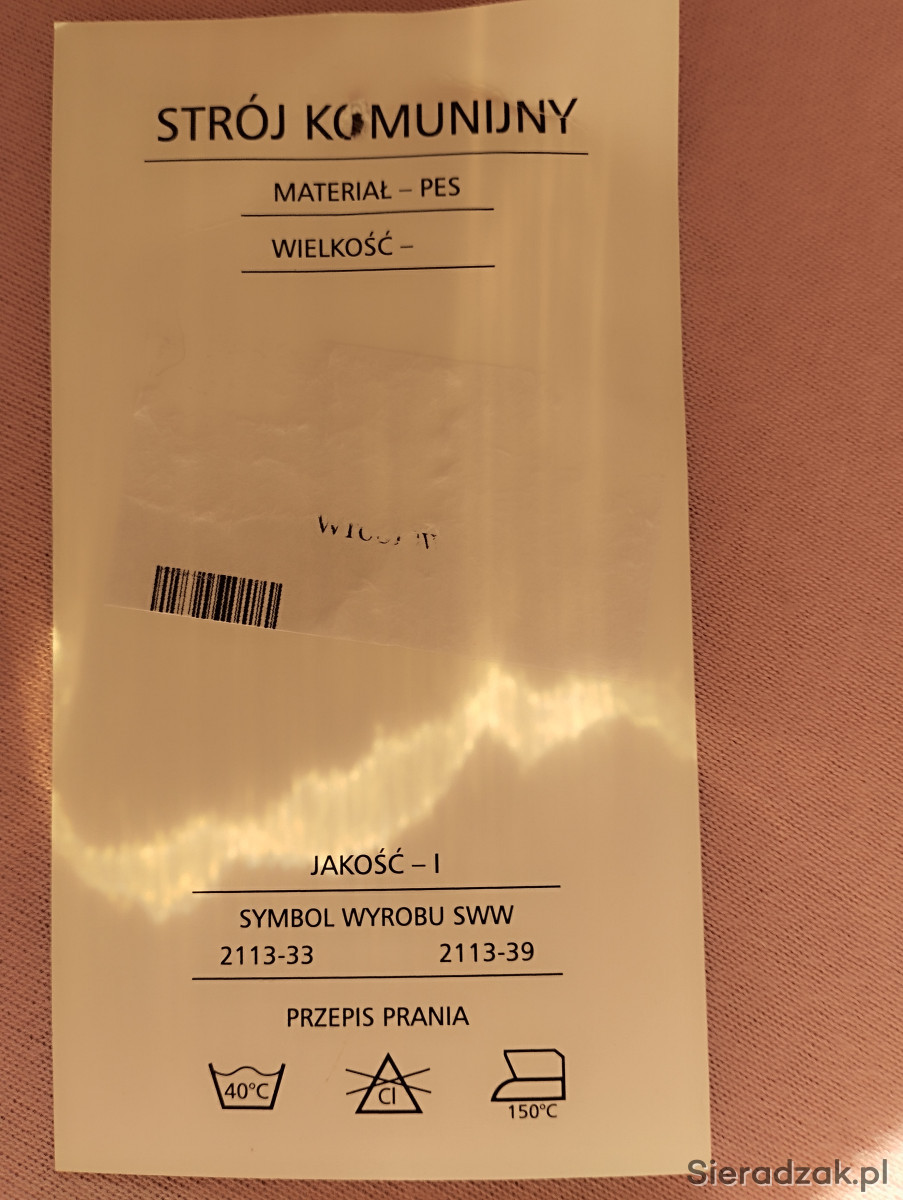 STRÓJ KOMUNIJNY
MATERIAŁ – PES
WIELKOŚĆ –
JAKOŚĆ – I
SYMBOL WYROBU SWW
2113-33 2113-39
PRZEPIS PRANIA
40°C Cl 150°C
Sieradzak.pl